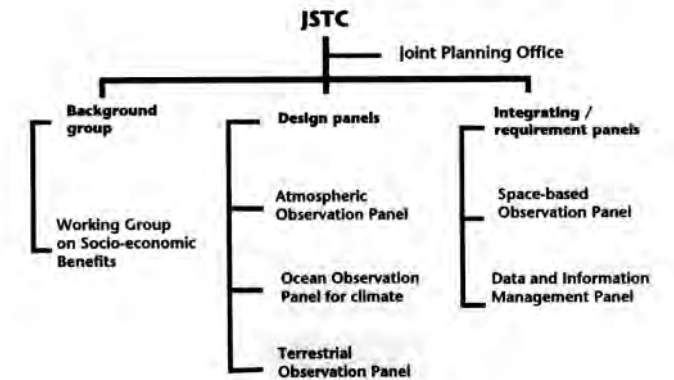 JSTC
Joint Planning Office
Background
group
Working Group
on Socio-economic
Benefits
Design panels
Atmospheric
Observation Panel
Ocean Observation
Panel for climate
Terrestrial
Observation Panel
Integrating /
requirement panels
Space-based
Observation Panel
Data and Information
Management Panel